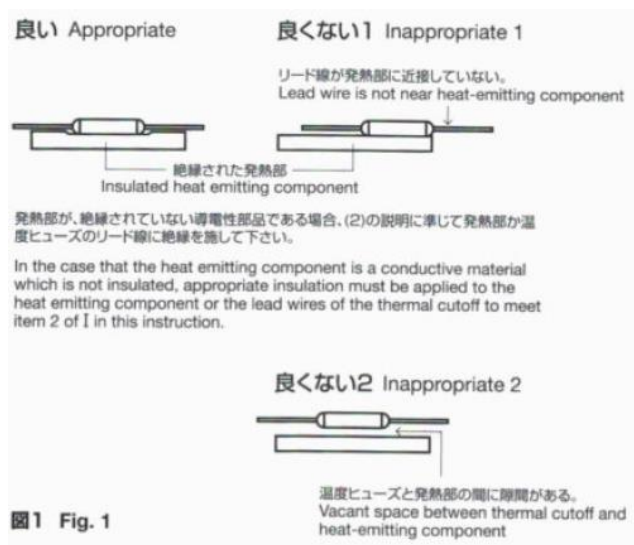 良い Appropriate
良くない1 Inappropriate 1
リード線が発熱部に近接していない。
Lead wire is not near heat-emitting component
絶縁された発熱部
Insulated heat emitting component
発熱部が、絶縁されていない導電性部品である場合、(2)の説明に準じて発熱部か温
度ヒューズのリード線に絶縁を施して下さい。
In the case that the heat emitting component is a conductive material
which is not insulated, appropriate insulation must be applied to the
heat emitting component or the lead wires of the thermal cutoff to meet
item 2 of I in this instruction.
良くない2 Inappropriate 2
温度ヒューズと発熱部の間に隙間がある。
Vacant space between thermal cutoff and
heat-emitting component
図1 Fig. 1